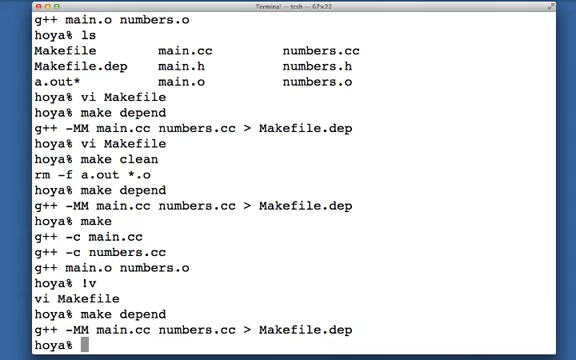 Terminal — tcsh — 67×22
g++ main.o numbers.o
hoya% ls
Makefile main.cc numbers.cc
Makefile.dep main.h numbers.h
a.out* main.o numbers.o
hoya% vi Makefile
hoya% make depend
g++ -MM main.cc numbers.cc > Makefile.dep
hoya% vi Makefile
hoya% make clean
rm -f a.out *.o
hoya% make depend
g++ -MM main.cc numbers.cc > Makefile.dep
hoya% make
g++ -c main.cc
g++ -c numbers.cc
g++ main.o numbers.o
hoya% !v
vi Makefile
hoya% make depend
g++ -MM main.cc numbers.cc > Makefile.dep
hoya%